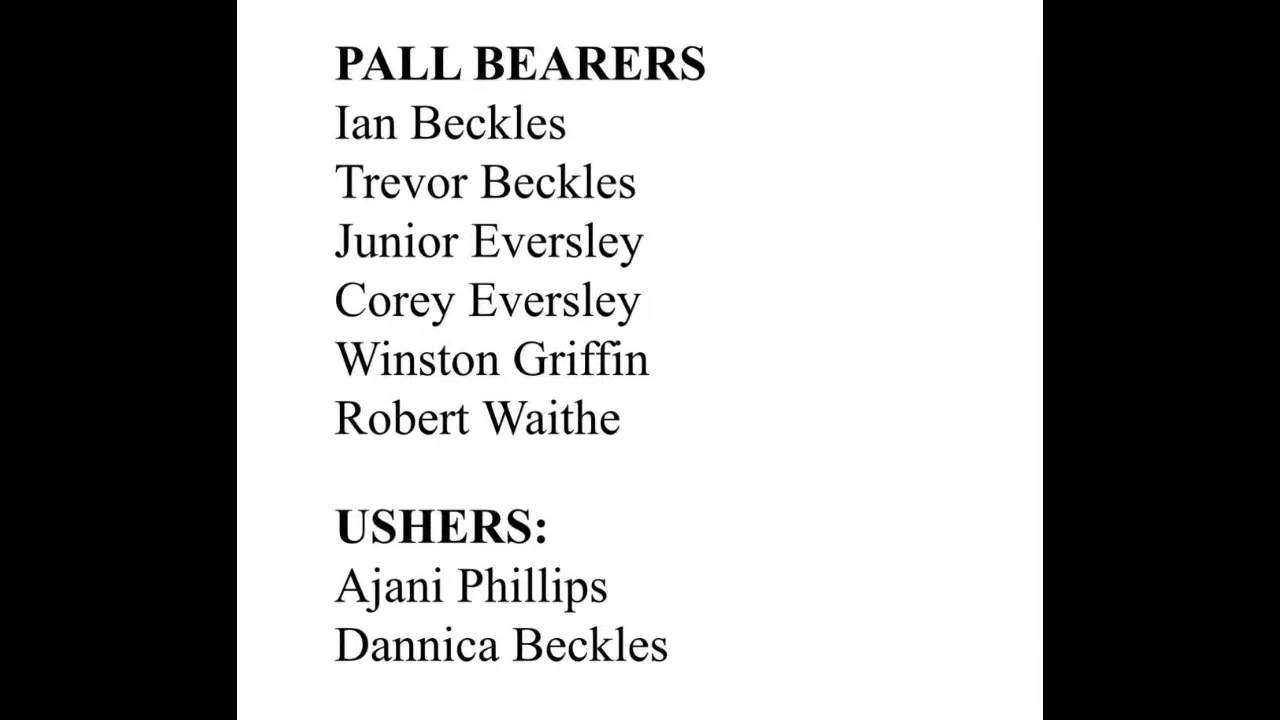 PALL BEARERS
Ian Beckles
Trevor Beckles
Junior Eversley
Corey Eversley
Winston Griffin
Robert Waithe
USHERS:
Ajani Phillips
Dannica Beckles